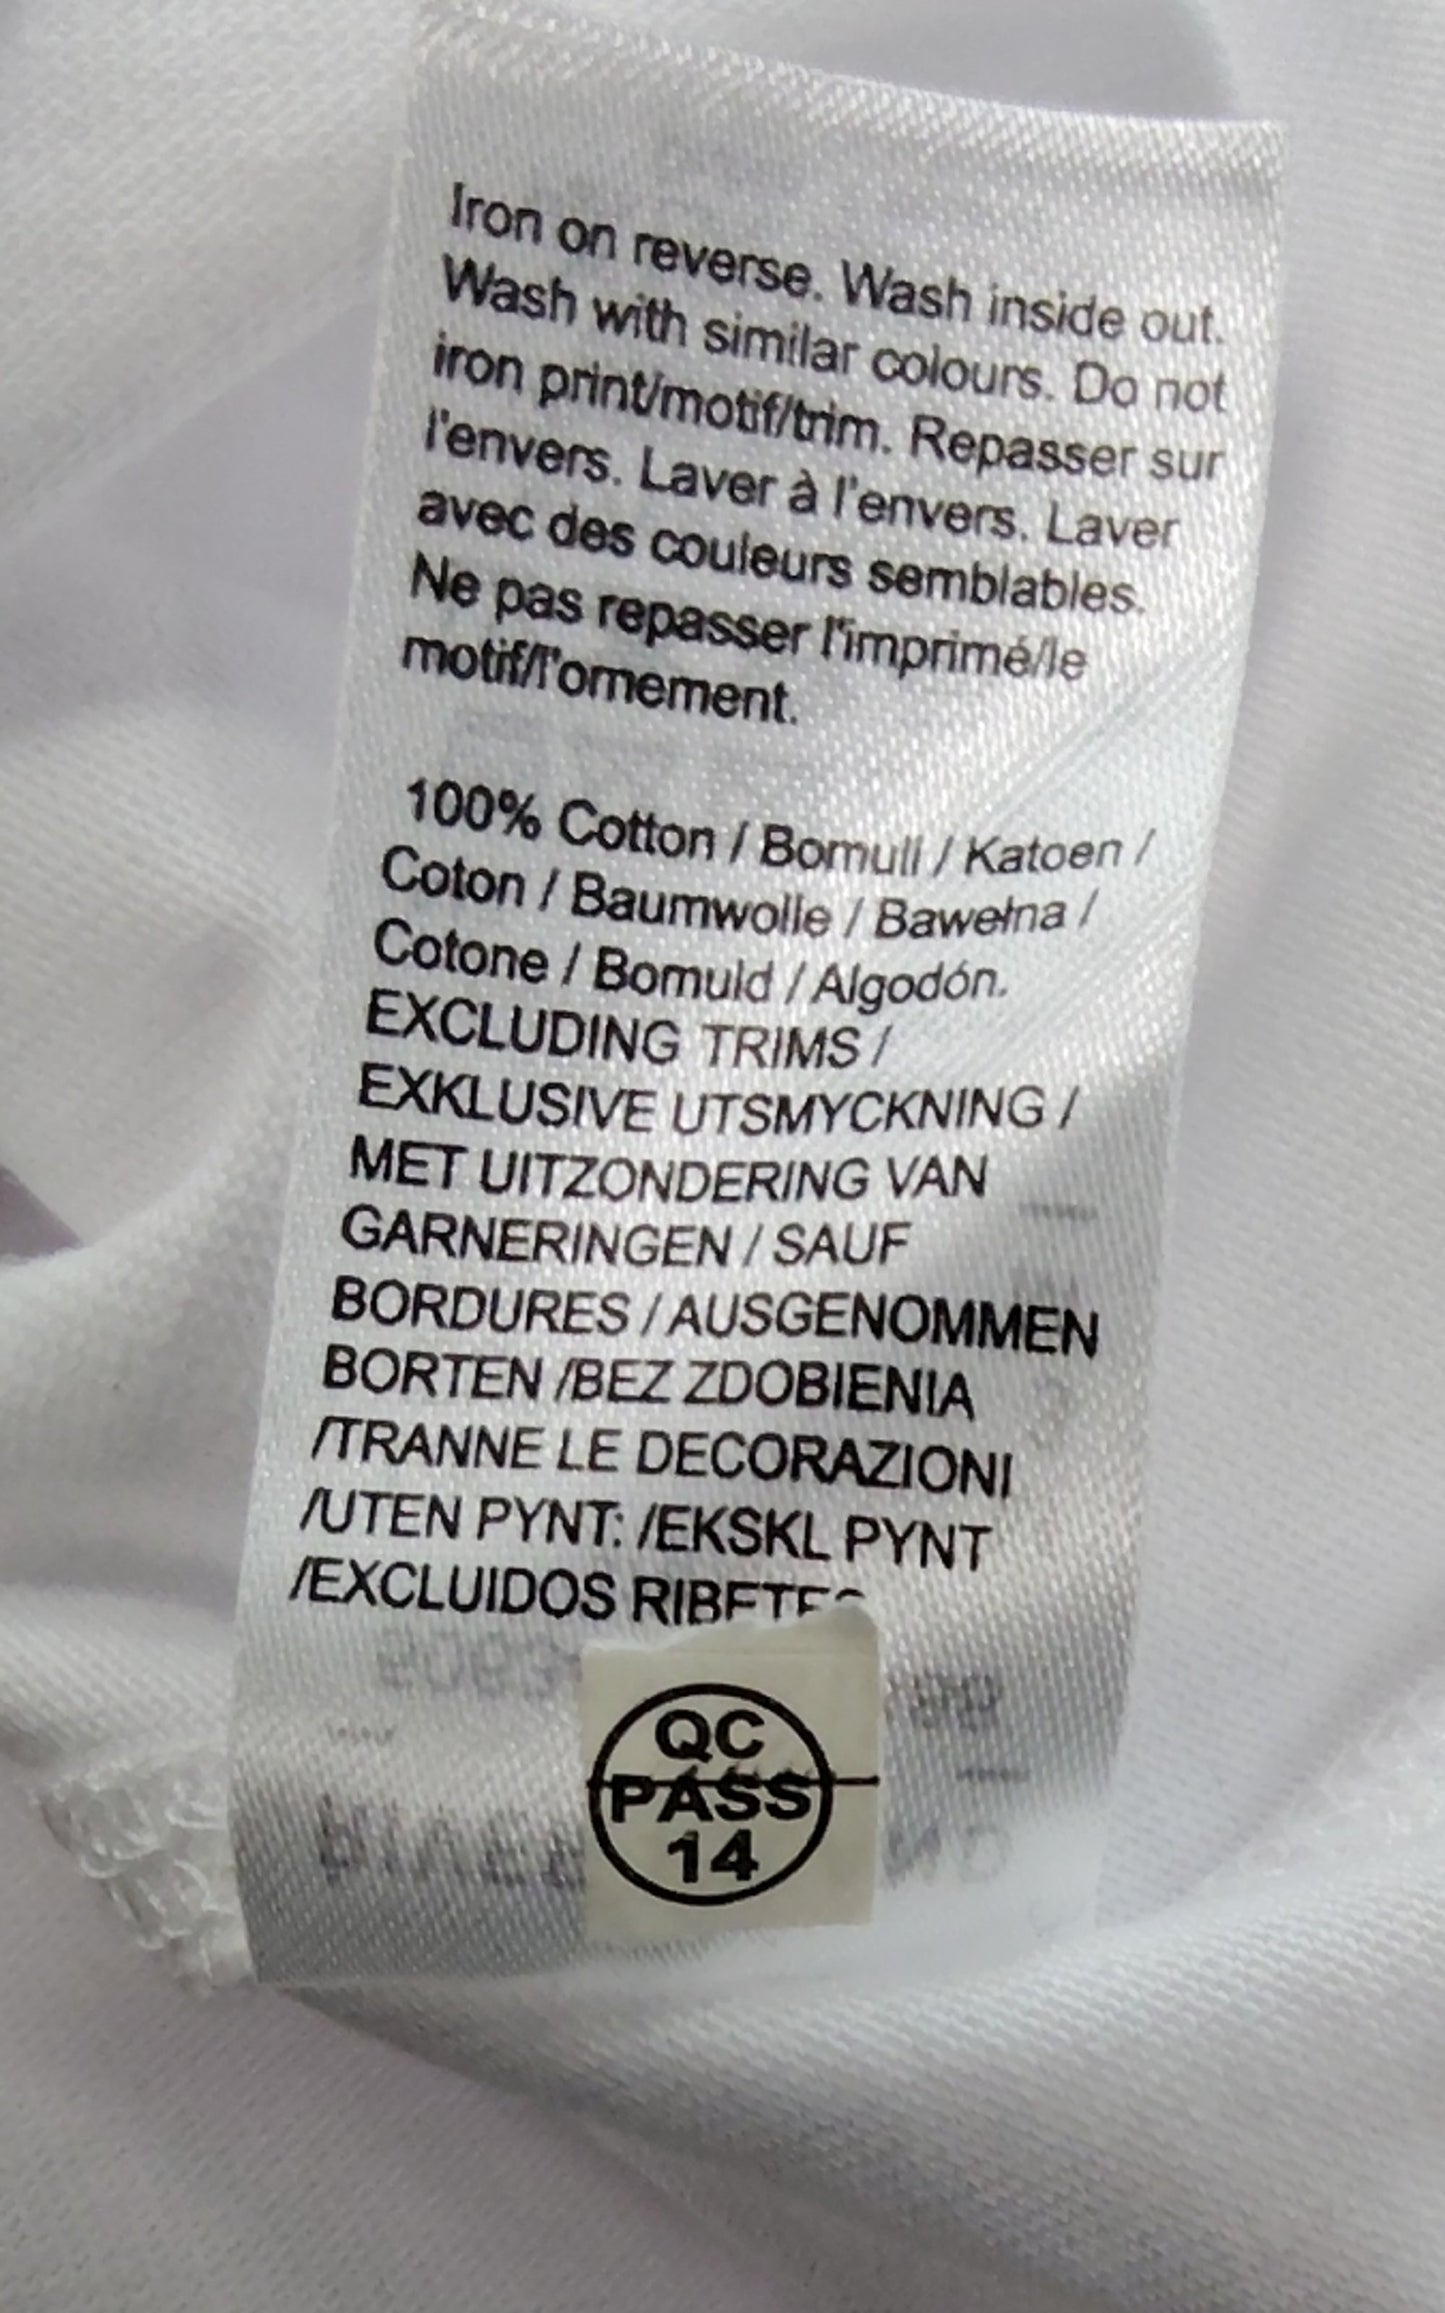 Iron on reverse. Wash inside out.
Wash with similar colours. Do not
iron print/motif/trim. Repasser sur
l'envers. Laver à l'envers. Laver
avec des couleurs semblables.
Ne pas repasser l'imprimé/le
motif/l'ornement.
100% Cotton / Bomull / Katoen /
Coton / Baumwolle / Bawełna /
Cotone / Bomuld / Algodón.
EXCLUDING TRIMS /
EXKLUSIVE UTSMYCKNING /
MET UITZONDERING VAN
GARNERINGEN / SAUF
BORDURES / AUSGENOMMEN
BORTEN /BEZ ZDOBIENIA
/TRANNE LE DECORAZIONI
/UTEN PYNT: /EKSKL PYNT
/EXCLUIDOS RIBETES
QC
PASS
14